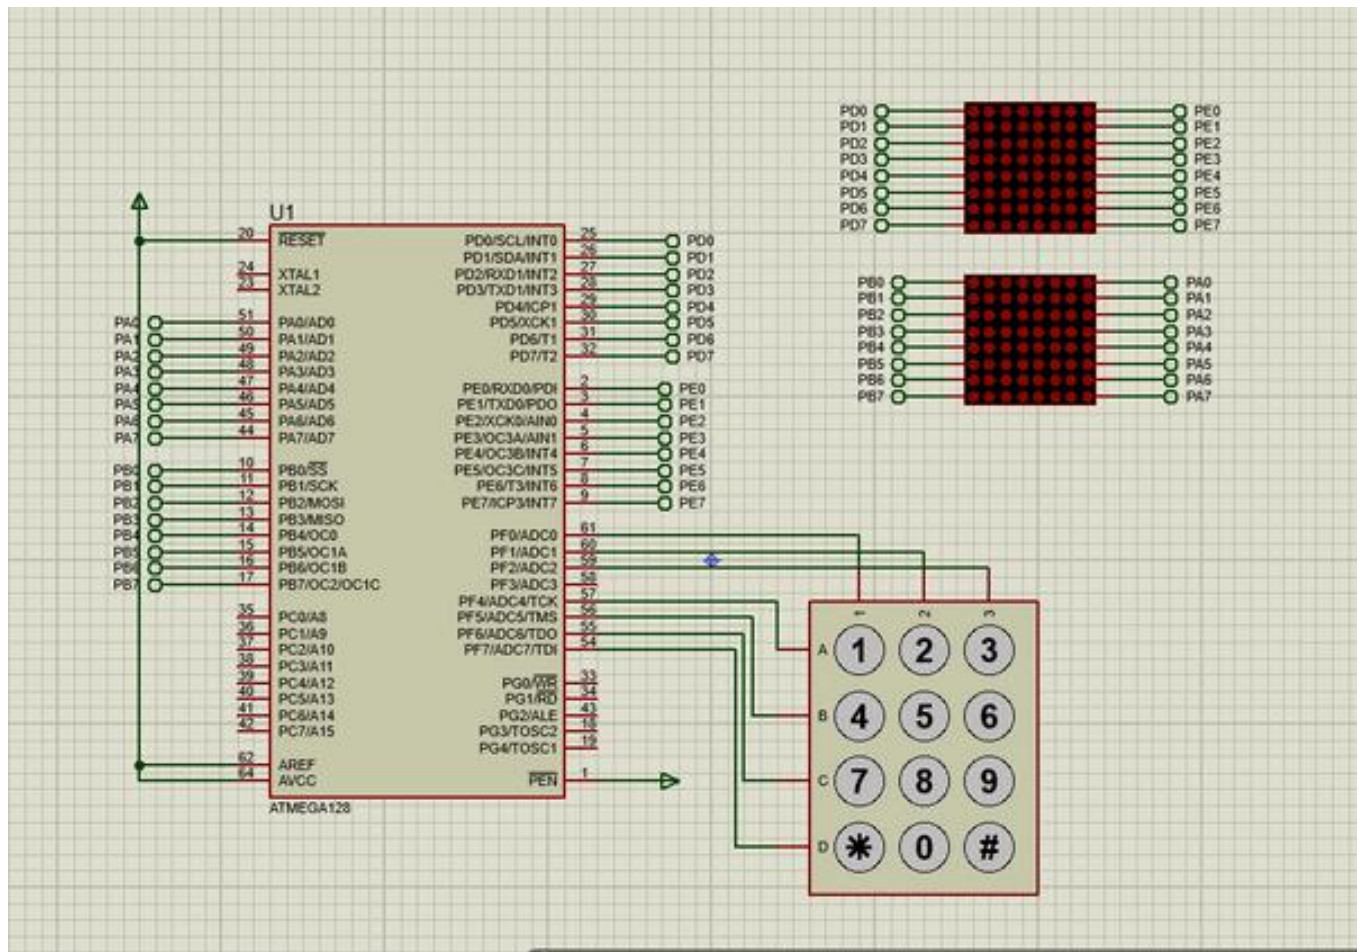 U1
20 RESET
24 XTAL1
23 XTAL2
PA0 51 PA0/AD0
PA1 50 PA1/AD1
PA2 49 PA2/AD2
PA3 48 PA3/AD3
PA4 47 PA4/AD4
PA5 46 PA5/AD5
PA6 45 PA6/AD6
PA7 44 PA7/AD7
PB0 10 PB0/SS
PB1 11 PB1/SCK
PB2 12 PB2/MOSI
PB3 13 PB3/MISO
PB4 14 PB4/OC0
PB5 15 PB5/OC1A
PB6 16 PB6/OC1B
PB7 17 PB7/OC2/OC1C
35 PC0/A8
36 PC1/A9
37 PC2/A10
38 PC3/A11
39 PC4/A12
40 PC5/A13
41 PC6/A14
42 PC7/A15
62 AREF
64 AVCC
PD0/SCL/INT0 25 PD0
PD1/SDA/INT1 26 PD1
PD2/RXD1/INT2 27 PD2
PD3/TXD1/INT3 28 PD3
PD4/ICP1 29 PD4
PD5/XCK1 30 PD5
PD6/T1 31 PD6
PD7/T2 32 PD7
PE0/RXD0/PDI 2 PE0
PE1/TXD0/PDO 3 PE1
PE2/XCK0/AIN0 4 PE2
PE3/OC3A/AIN1 5 PE3
PE4/OC3B/INT4 6 PE4
PE5/OC3C/INT5 7 PE5
PE6/T3/INT6 8 PE6
PE7/ICP3/INT7 9 PE7
PF0/ADC0 61
PF1/ADC1 60
PF2/ADC2 59
PF3/ADC3 58
PF4/ADC4/TCK 57
PF5/ADC5/TMS 56
PF6/ADC6/TDO 55
PF7/ADC7/TDI 54
PG0/WR 33
PG1/RD 34
PG2/ALE 43
PG3/TOSC2 18
PG4/TOSC1 19
PEN 1
ATMEGA128
PD0 PE0
PD1 PE1
PD2 PE2
PD3 PE3
PD4 PE4
PD5 PE5
PD6 PE6
PD7 PE7
PB0 PA0
PB1 PA1
PB2 PA2
PB3 PA3
PB4 PA4
PB5 PA5
PB6 PA6
PB7 PA7
1 2 3
A 1 2 3
B 4 5 6
C 7 8 9
D * 0 #